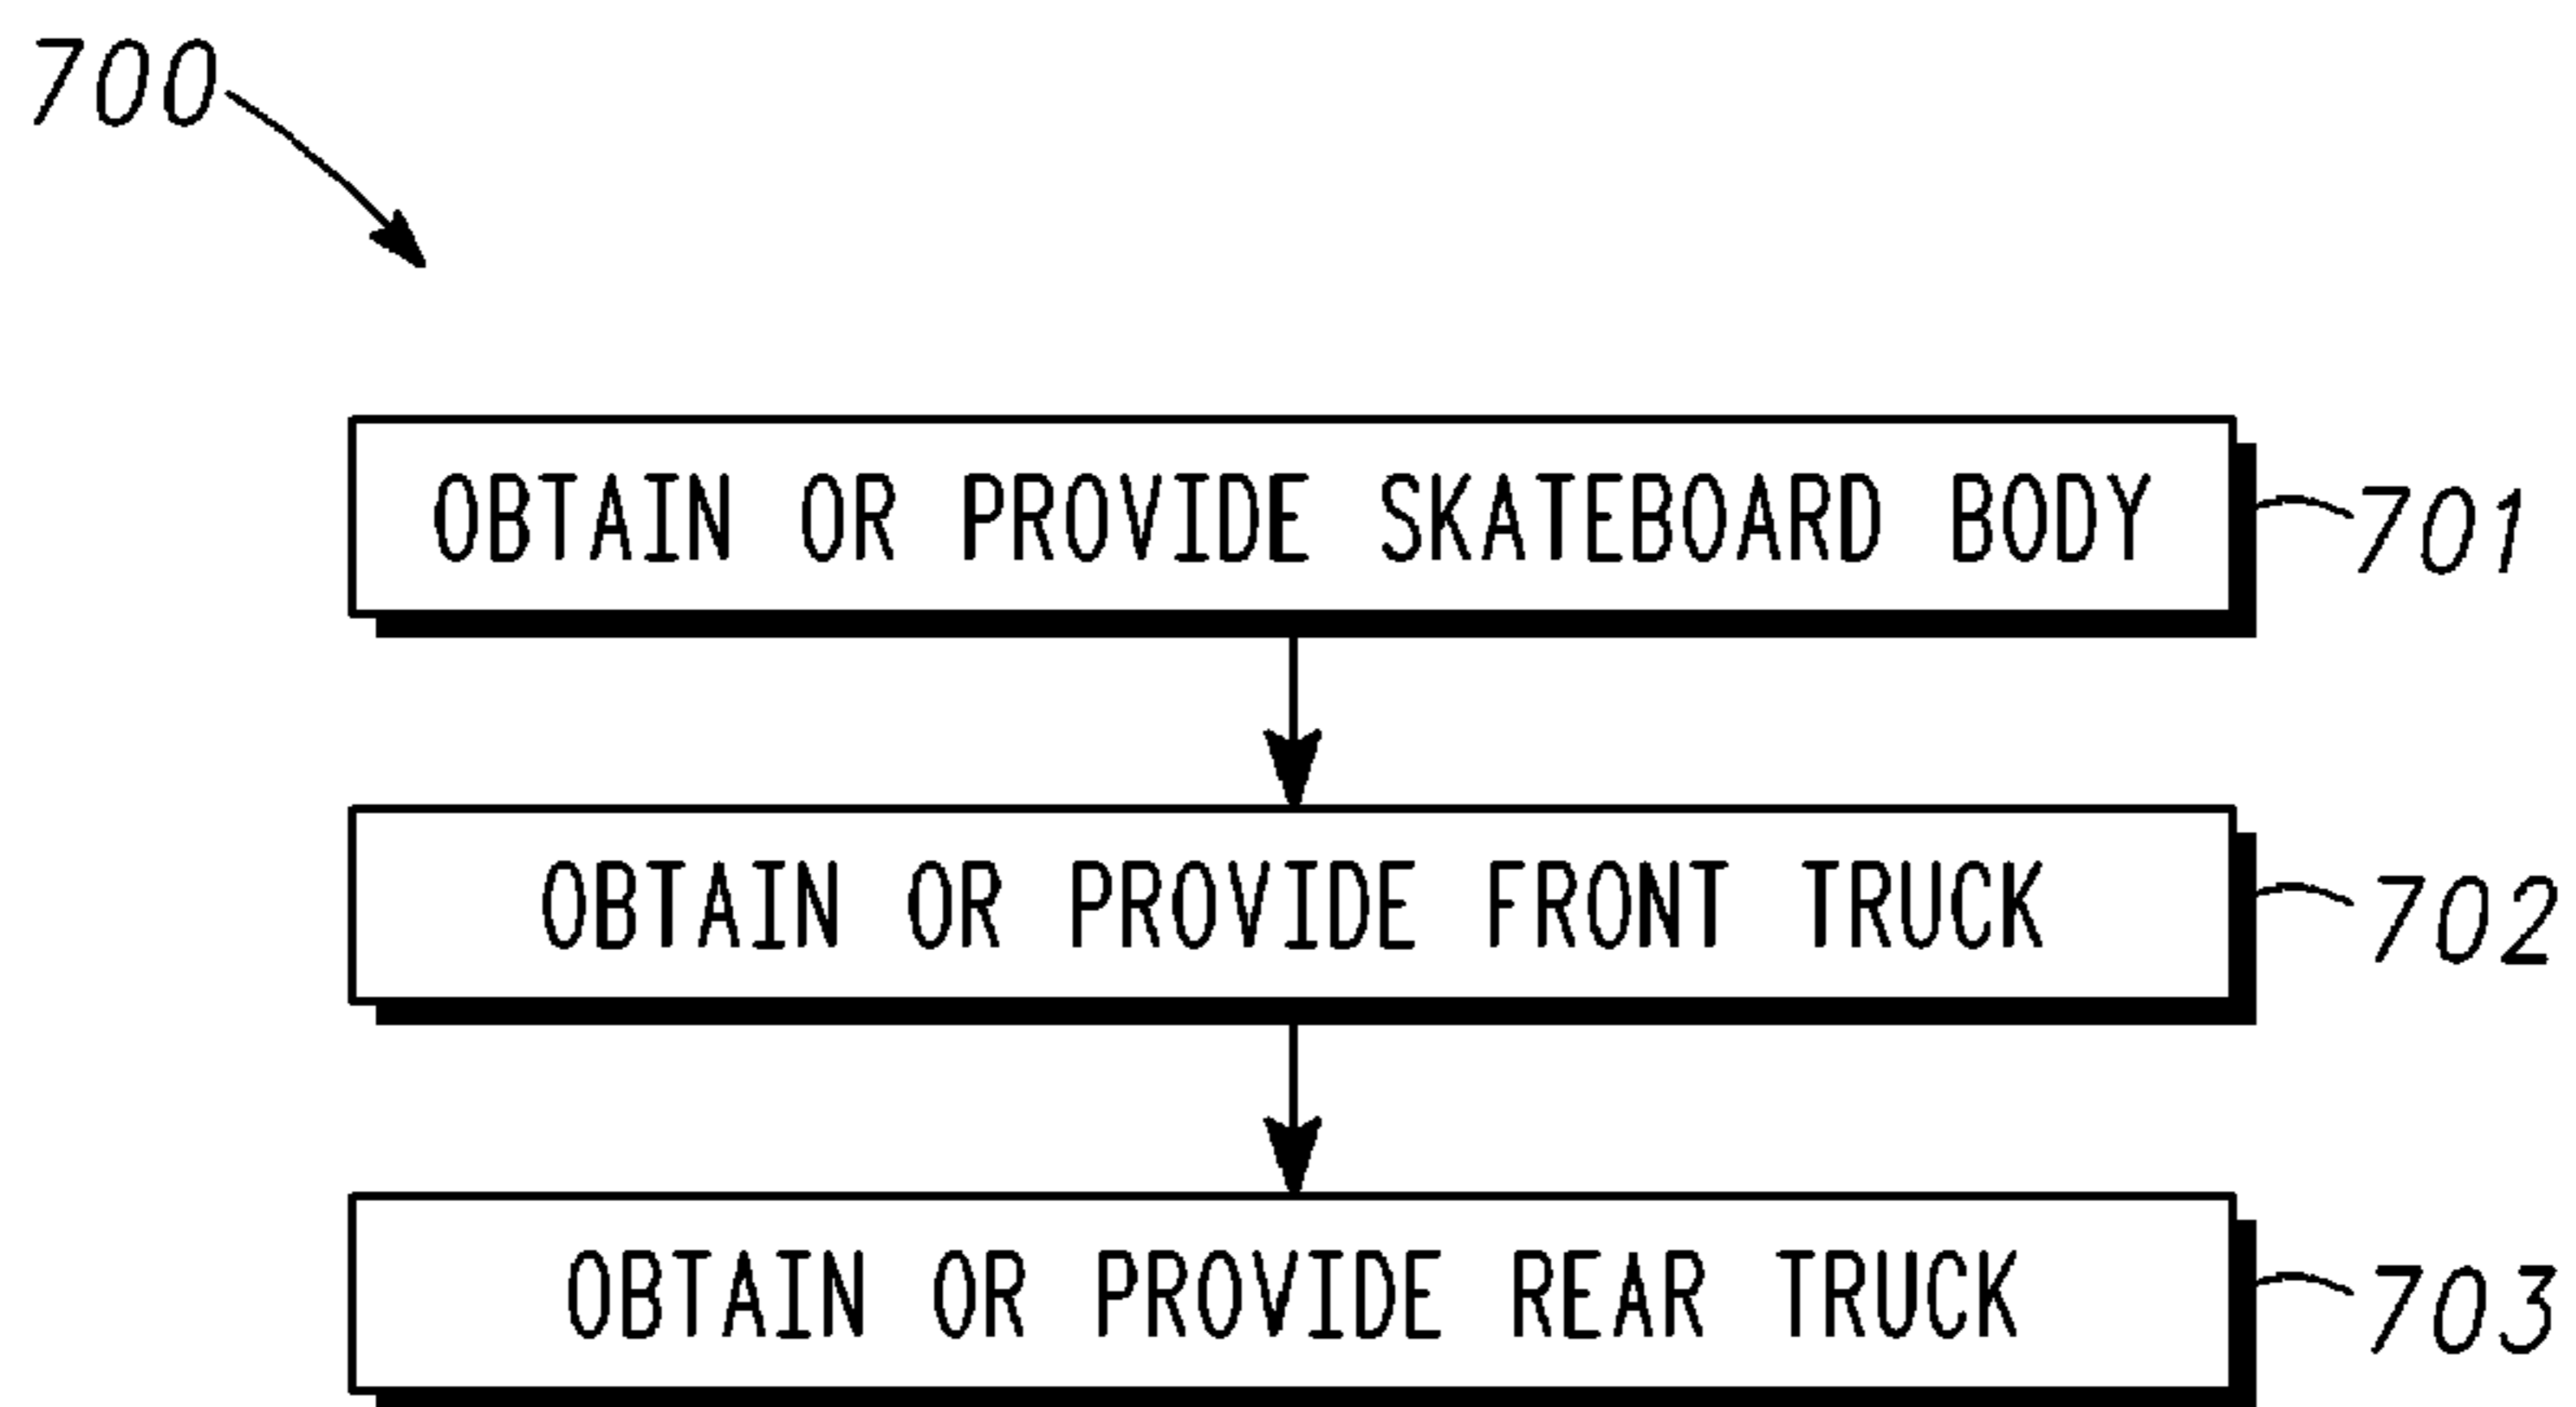 700
OBTAIN OR PROVIDE SKATEBOARD BODY
701
OBTAIN OR PROVIDE FRONT TRUCK
702
OBTAIN OR PROVIDE REAR TRUCK
703